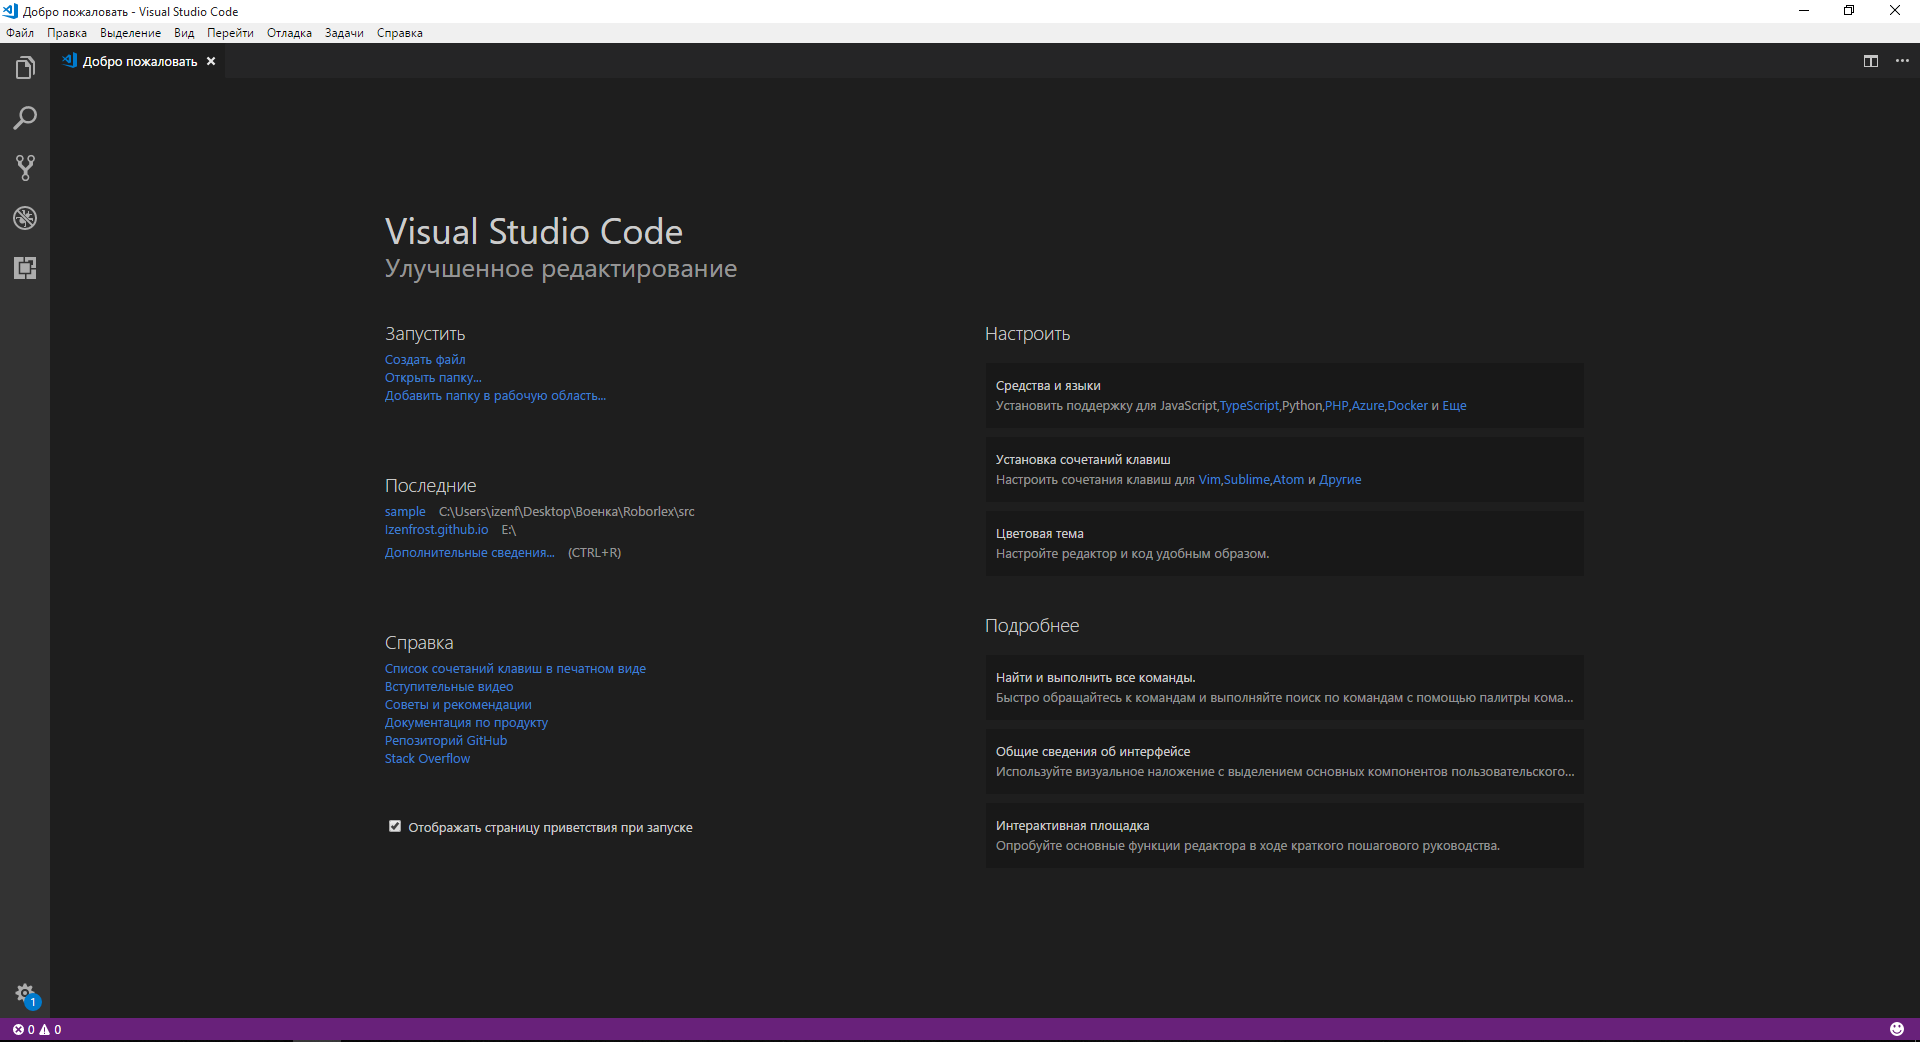 Добро пожаловать - Visual Studio Code
Файл Правка Выделение Вид Перейти Отладка Задачи Справка
Добро пожаловать
Visual Studio Code
Улучшенное редактирование
Запустить
Создать файл
Открыть папку...
Добавить папку в рабочую область...
Последние
sample C:\Users\izenf\Desktop\Военка\Roborlex\src
Izenfrost.github.io E:\
Дополнительные сведения... (CTRL+R)
Справка
Список сочетаний клавиш в печатном виде
Вступительные видео
Советы и рекомендации
Документация по продукту
Репозиторий GitHub
Stack Overflow
Отображать страницу приветствия при запуске
Настроить
Средства и языки
Установить поддержку для JavaScript,TypeScript,Python,PHP,Azure,Docker и Еще
Установка сочетаний клавиш
Настроить сочетания клавиш для Vim,Sublime,Atom и Другие
Цветовая тема
Настройте редактор и код удобным образом.
Подробнее
Найти и выполнить все команды.
Быстро обращайтесь к командам и выполняйте поиск по командам с помощью палитры кома...
Общие сведения об интерфейсе
Используйте визуальное наложение с выделением основных компонентов пользовательского...
Интерактивная площадка
Опробуйте основные функции редактора в ходе краткого пошагового руководства.
1
0 0